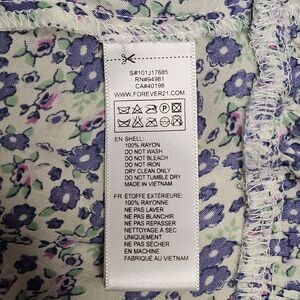 S#101J17685
RN#94981
CA#40198
WWW.FOREVER21.COM
EN SHELL:
100% RAYON
DO NOT WASH
DO NOT BLEACH
DO NOT IRON
DRY CLEAN ONLY
DO NOT TUMBLE DRY
MADE IN VIETNAM
FR ÉTOFFE EXTÉRIEURE:
100% RAYONNE
NE PAS LAVER
NE PAS BLANCHIR
NE PAS REPASSER
NETTOYAGE À SEC
UNIQUEMENT
NE PAS SÉCHER
EN MACHINE
FABRIQUÉ AU VIETNAM